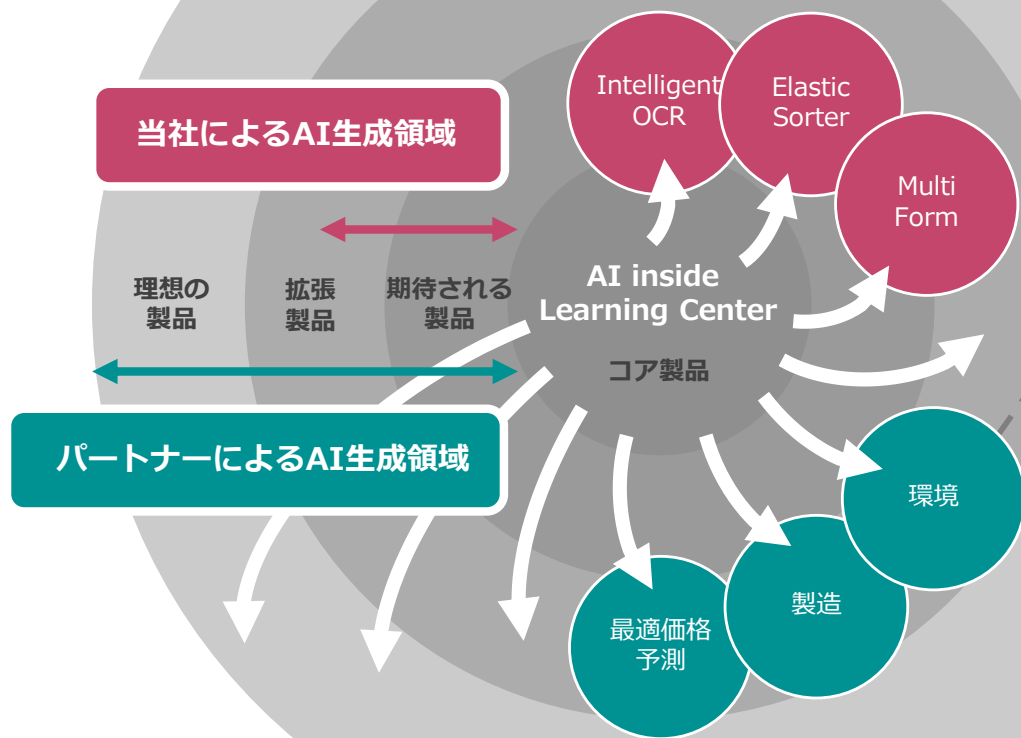 Intelligent
OCR
Elastic
Sorter
Multi
Form
当社によるAI生成領域
理想の
製品
拡張
製品
期待される
製品
AI inside
Learning Center
コア製品
パートナーによるAI生成領域
環境
製造
最適価格
予測